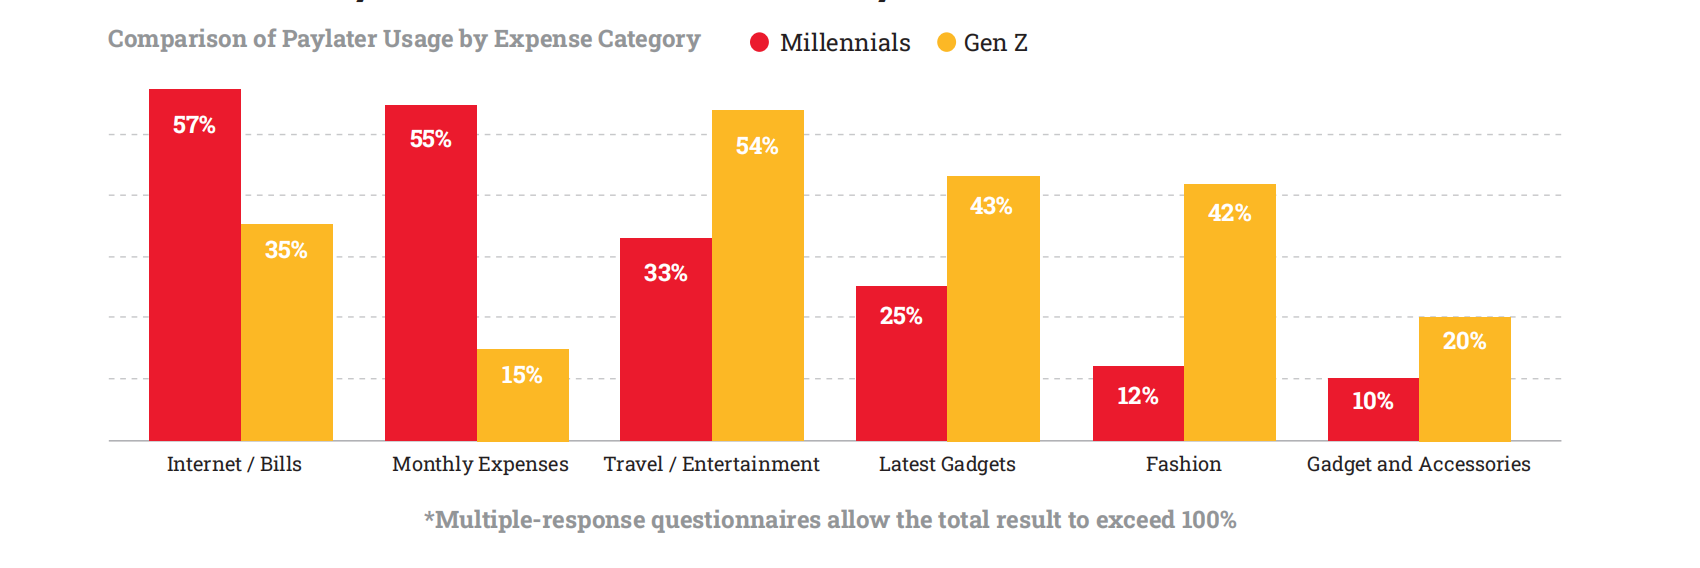 Comparison of Paylater Usage by Expense Category
Millennials
Gen Z
57%
35%
55%
15%
33%
54%
25%
43%
12%
42%
10%
20%
Internet / Bills
Monthly Expenses
Travel / Entertainment
Latest Gadgets
Fashion
Gadget and Accessories
*Multiple-response questionnaires allow the total result to exceed 100%